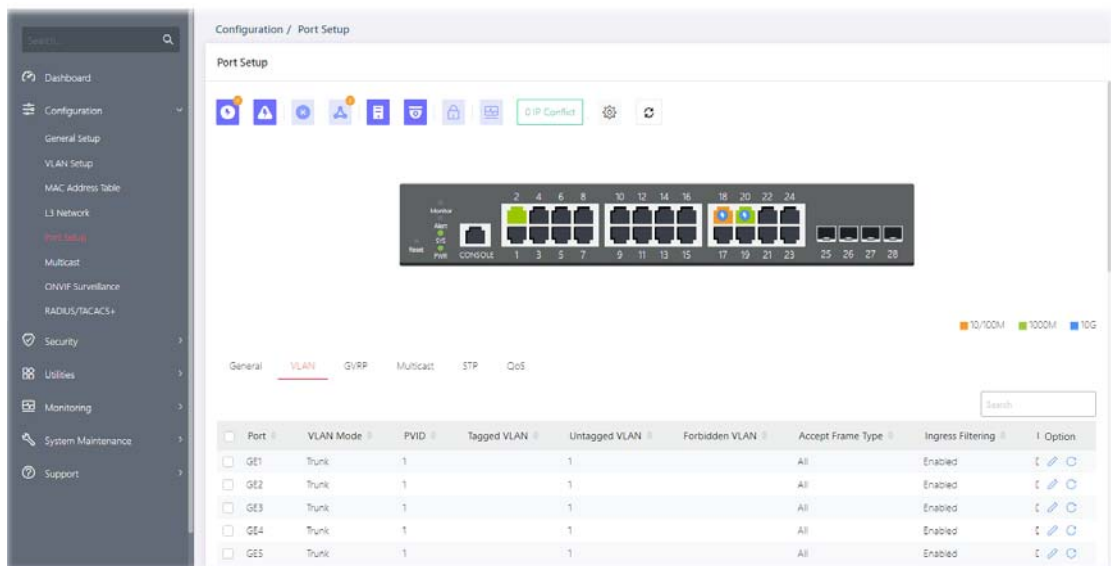 Configuration / Port Setup
Search...
Port Setup
Dashboard
Configuration
0 IP Conflict
General Setup
VLAN Setup
MAC Address Table
L3 Network
Port Setup
Multicast
ONVIF Surveillance
RADIUS/TACACS+
Security
Utilities
Monitoring
System Maintenance
Support
2 4 6 8 10 12 14 16 18 20 22 24
Monitor
Alert
SYS
Reset PWR CONSOLE 1 3 5 7 9 11 13 15 17 19 21 23 25 26 27 28
10/100M 1000M 10G
General VLAN GVRP Multicast STP QoS
Search
Port VLAN Mode PVID Tagged VLAN Untagged VLAN Forbidden VLAN Accept Frame Type Ingress Filtering Option
GE1 Trunk 1 1 All Enabled
GE2 Trunk 1 1 All Enabled
GE3 Trunk 1 1 All Enabled
GE4 Trunk 1 1 All Enabled
GE5 Trunk 1 1 All Enabled